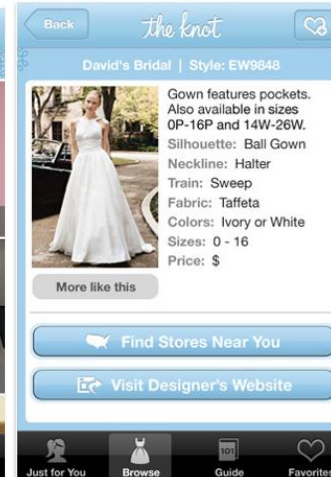 Back
the knot
David's Bridal | Style: EW9848
Gown features pockets.
Also available in sizes
0P-16P and 14W-26W.
Silhouette: Ball Gown
Neckline: Halter
Train: Sweep
Fabric: Taffeta
Colors: Ivory or White
Sizes: 0 - 16
Price: $
More like this
Find Stores Near You
Visit Designer's Website
101
Just for You
Browse
Guide
Favorites